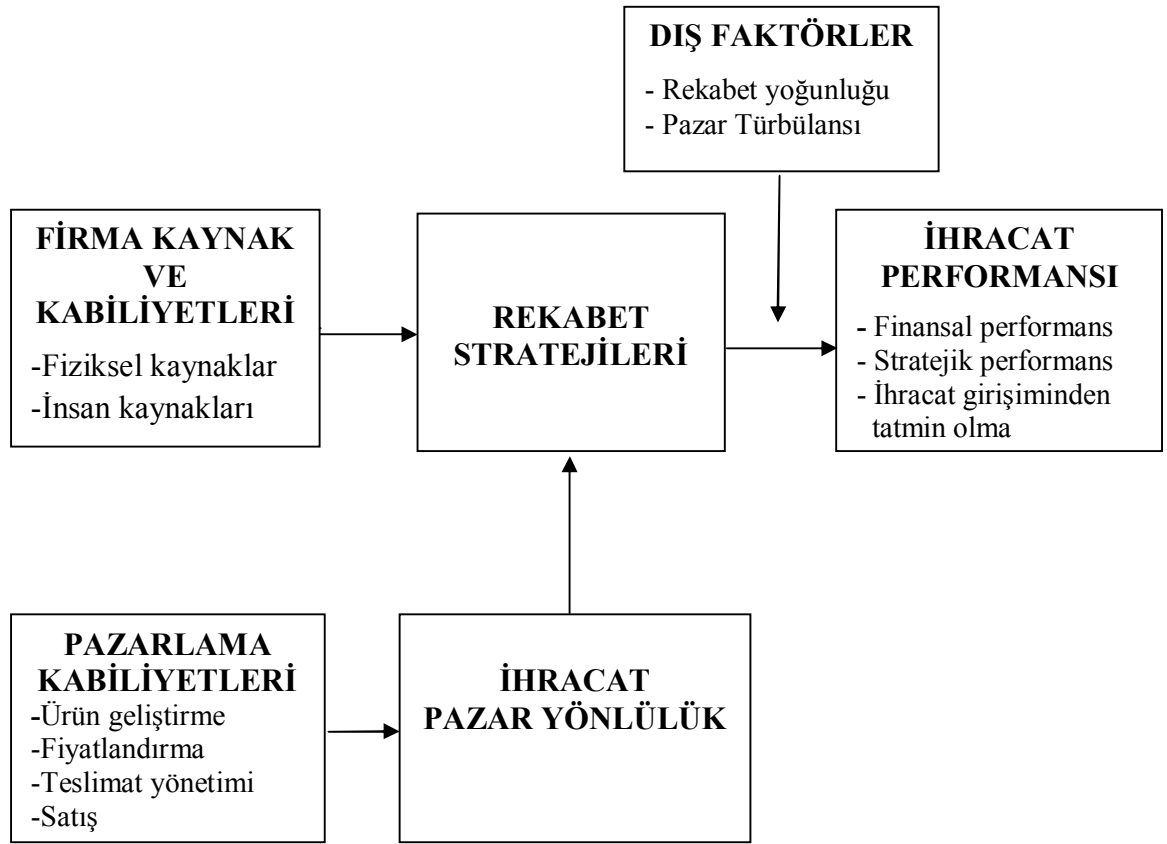 DIŞ FAKTÖRLER
- Rekabet yoğunluğu
- Pazar Türbülansı
FİRMA KAYNAK
VE
KABİLİYETLERİ
-Fiziksel kaynaklar
-İnsan kaynakları
REKABET
STRATEJİLERİ
İHRACAT
PERFORMANSI
- Finansal performans
- Stratejik performans
- İhracat girişiminden
tatmin olma
PAZARLAMA
KABİLİYETLERİ
-Ürün geliştirme
-Fiyatlandırma
-Teslimat yönetimi
-Satış
İHRACAT
PAZAR YÖNLÜLÜK